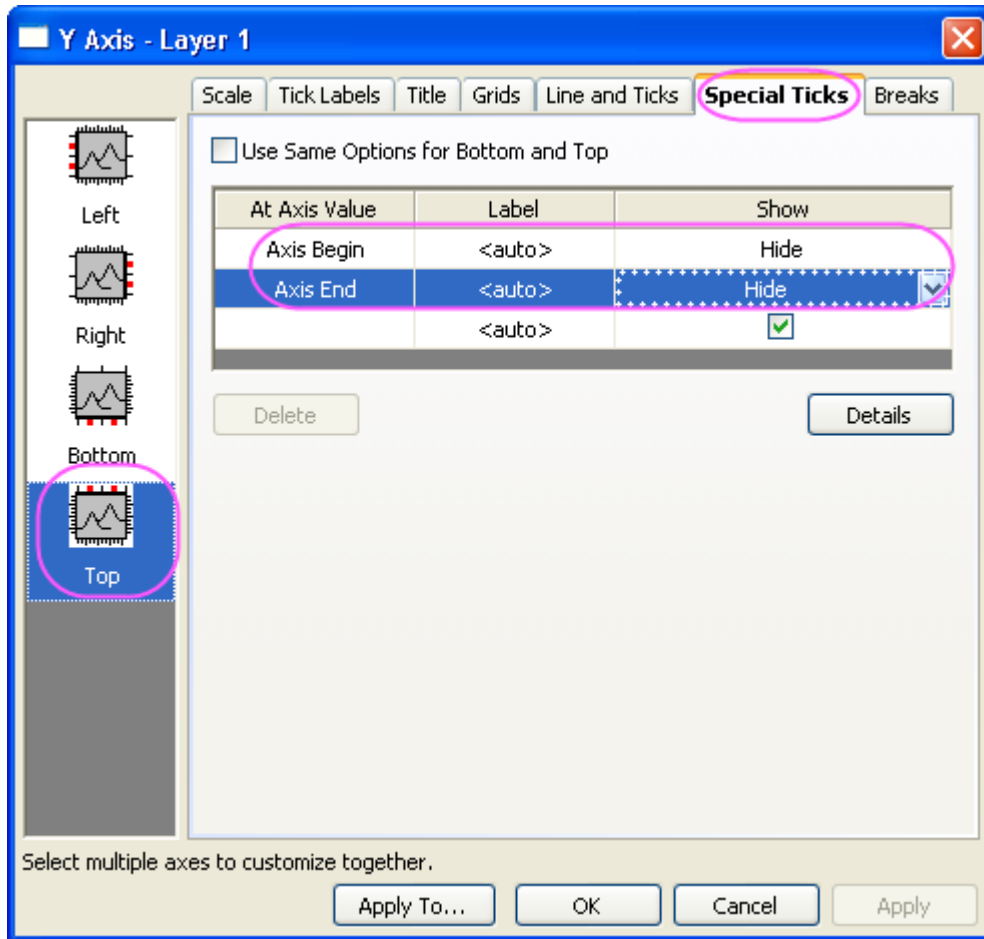 Y Axis - Layer 1
Scale Tick Labels Title Grids Line and Ticks Special Ticks Breaks
Left
Right
Bottom
Top
Use Same Options for Bottom and Top
At Axis Value Label Show
Axis Begin <auto> Hide
Axis End <auto> Hide
<auto>
Delete Details
Select multiple axes to customize together.
Apply To... OK Cancel Apply